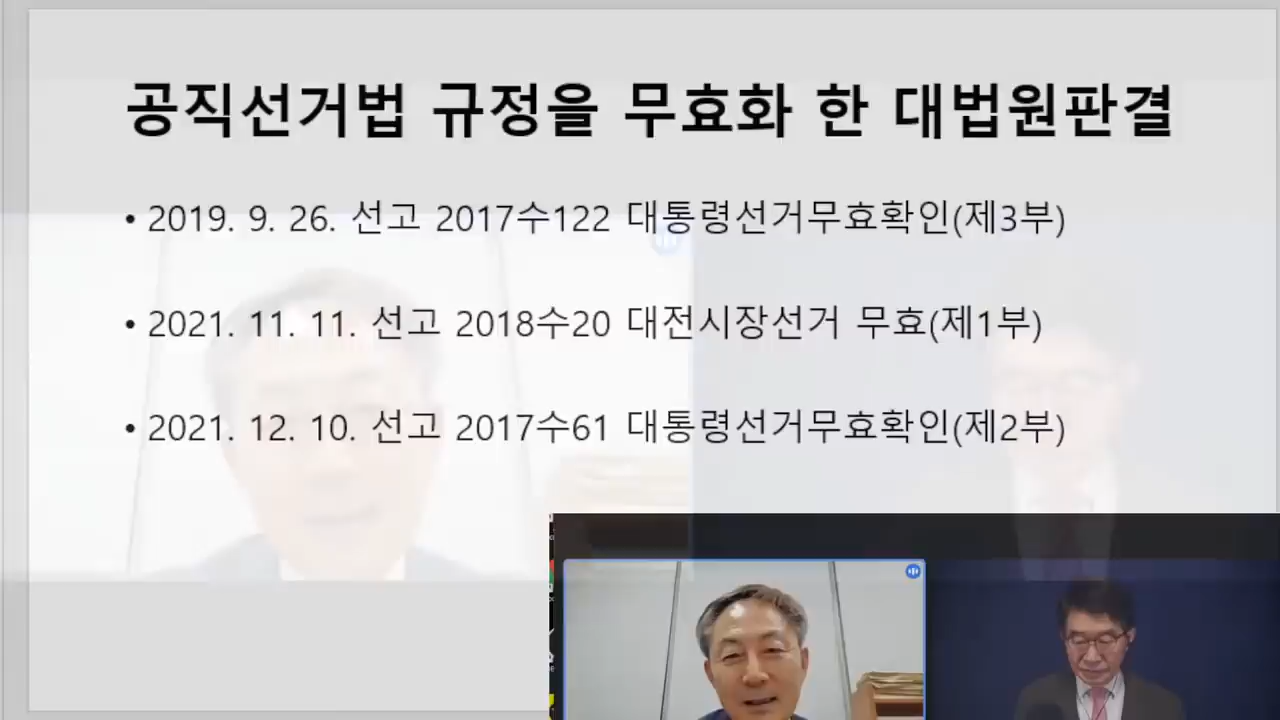 공직선거법 규정을 무효화 한 대법원판결
• 2019. 9. 26. 선고 2017수122 대통령선거무효확인(제3부)
• 2021. 11. 11. 선고 2018수20 대전시장선거 무효(제1부)
• 2021. 12. 10. 선고 2017수61 대통령선거무효확인(제2부)